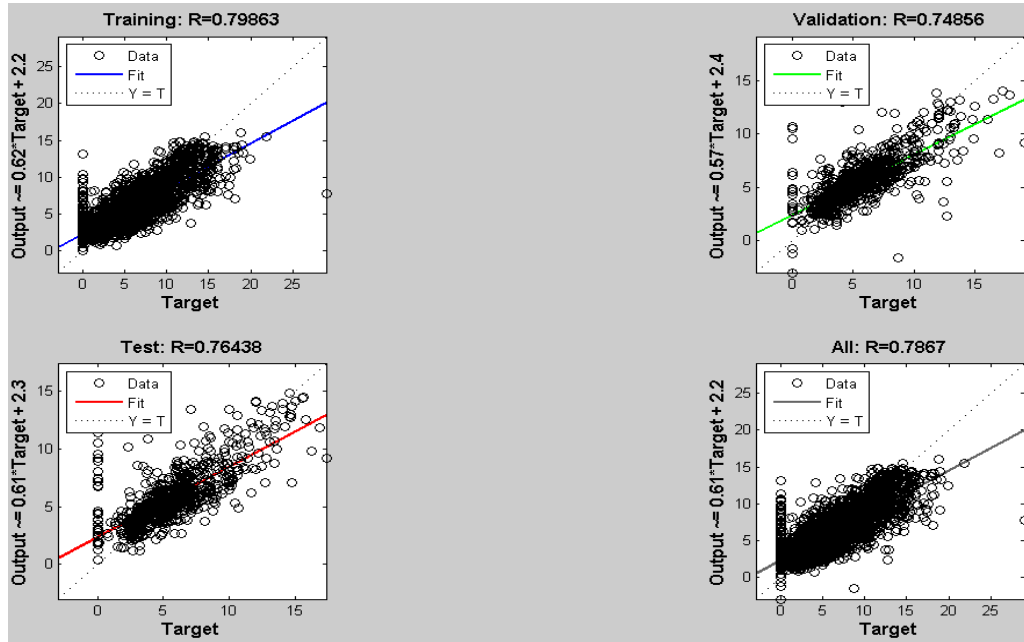 Training: R=0.79863
Output ~= 0.62*Target + 2.2
25
20
15
10
5
0
Data
Fit
Y = T
0 5 10 15 20 25
Target
Validation: R=0.74856
Output ~= 0.57*Target + 2.4
15
10
5
0
Data
Fit
Y = T
0 5 10 15
Target
Test: R=0.76438
Output ~= 0.61*Target + 2.3
15
10
5
0
Data
Fit
Y = T
0 5 10 15
Target
All: R=0.7867
Output ~= 0.61*Target + 2.2
25
20
15
10
5
0
Data
Fit
Y = T
0 5 10 15 20 25
Target